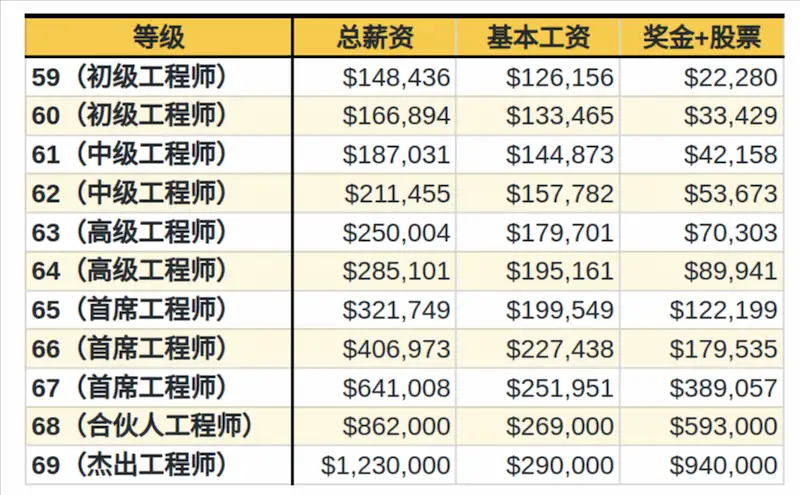 等级 总薪资 基本工资 奖金+股票
59（初级工程师） $148,436 $126,156 $22,280
60（初级工程师） $166,894 $133,465 $33,429
61（中级工程师） $187,031 $144,873 $42,158
62（中级工程师） $211,455 $157,782 $53,673
63（高级工程师） $250,004 $179,701 $70,303
64（高级工程师） $285,101 $195,161 $89,941
65（首席工程师） $321,749 $199,549 $122,199
66（首席工程师） $406,973 $227,438 $179,535
67（首席工程师） $641,008 $251,951 $389,057
68（合伙人工程师） $862,000 $269,000 $593,000
69（杰出工程师） $1,230,000 $290,000 $940,000